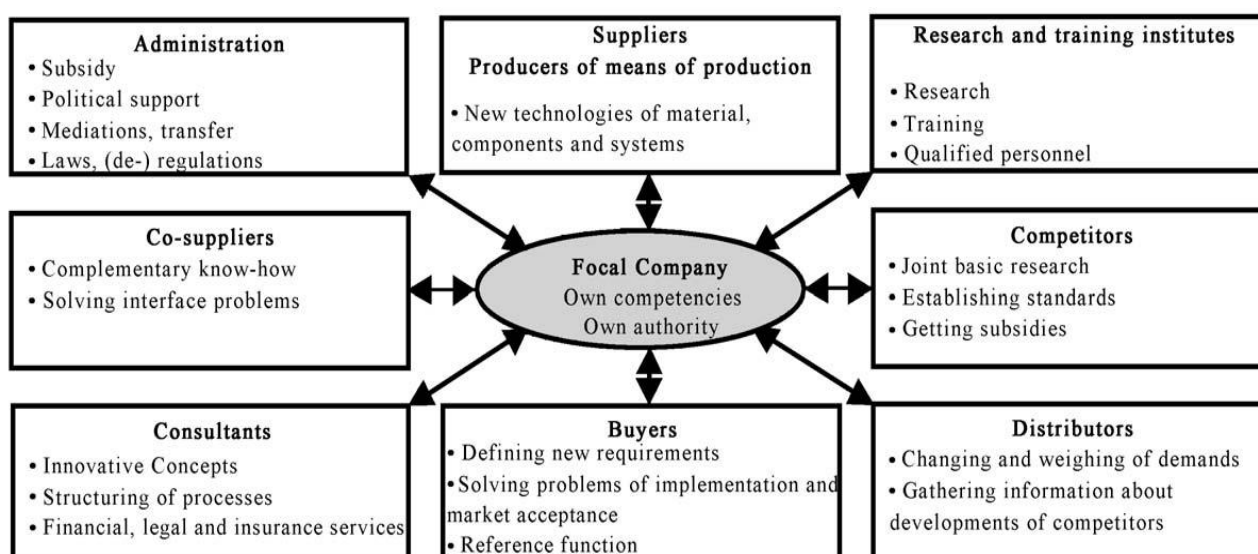 Administration
• Subsidy
• Political support
• Mediations, transfer
• Laws, (de-) regulations
Suppliers
Producers of means of production
• New technologies of material,
components and systems
Research and training institutes
• Research
• Training
• Qualified personnel
Co-suppliers
• Complementary know-how
• Solving interface problems
Focal Company
Own competencies
Own authority
Competitors
• Joint basic research
• Establishing standards
• Getting subsidies
Consultants
• Innovative Concepts
• Structuring of processes
• Financial, legal and insurance services
Buyers
• Defining new requirements
• Solving problems of implementation and
market acceptance
• Reference function
Distributors
• Changing and weighing of demands
• Gathering information about
developments of competitors